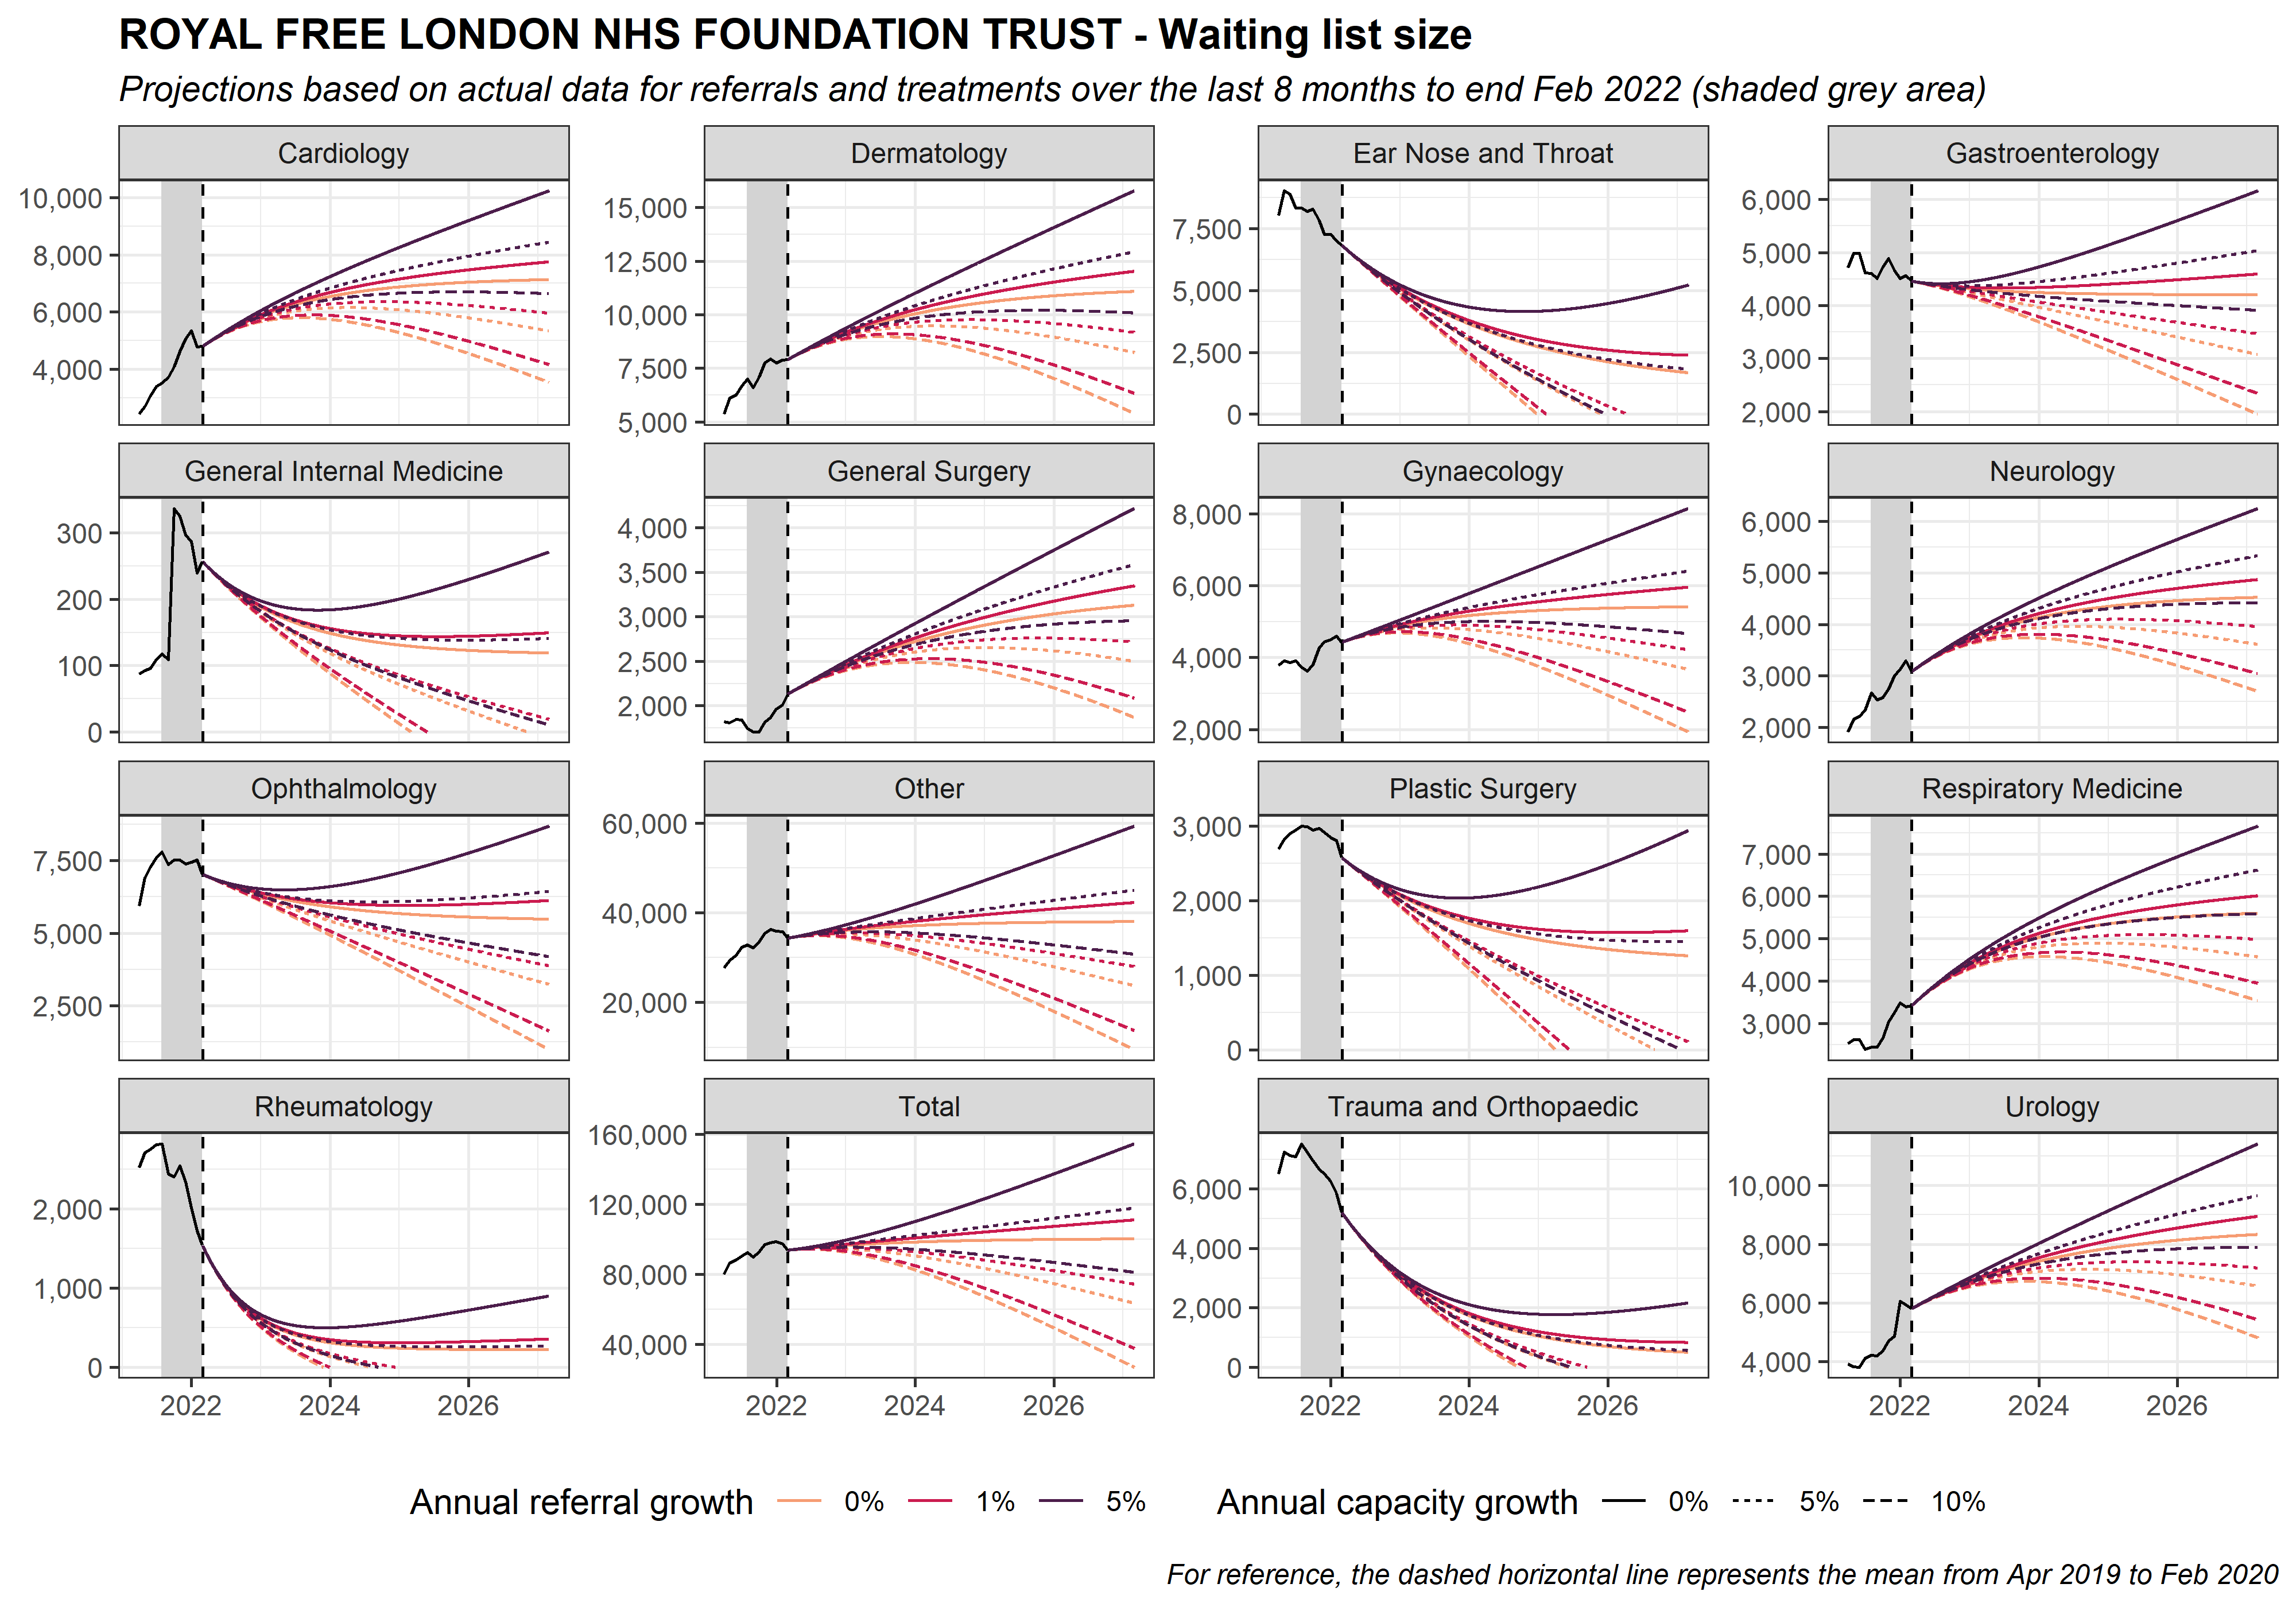 ROYAL FREE LONDON NHS FOUNDATION TRUST - Waiting list size
Projections based on actual data for referrals and treatments over the last 8 months to end Feb 2022 (shaded grey area)
Cardiology
10,000
8,000
6,000
4,000
Dermatology
15,000
12,500
10,000
7,500
5,000
Ear Nose and Throat
7,500
5,000
2,500
0
Gastroenterology
6,000
5,000
4,000
3,000
2,000
General Internal Medicine
300
200
100
0
General Surgery
4,000
3,500
3,000
2,500
2,000
Gynaecology
8,000
6,000
4,000
2,000
Neurology
6,000
5,000
4,000
3,000
2,000
Ophthalmology
7,500
5,000
2,500
Other
60,000
40,000
20,000
Plastic Surgery
3,000
2,000
1,000
0
Respiratory Medicine
7,000
6,000
5,000
4,000
3,000
Rheumatology
2,000
1,000
0
2022 2024 2026
Total
160,000
120,000
80,000
40,000
2022 2024 2026
Trauma and Orthopaedic
6,000
4,000
2,000
0
2022 2024 2026
Urology
10,000
8,000
6,000
4,000
2022 2024 2026
Annual referral growth 0% 1% 5%
Annual capacity growth 0% 5% 10%
For reference, the dashed horizontal line represents the mean from Apr 2019 to Feb 2020